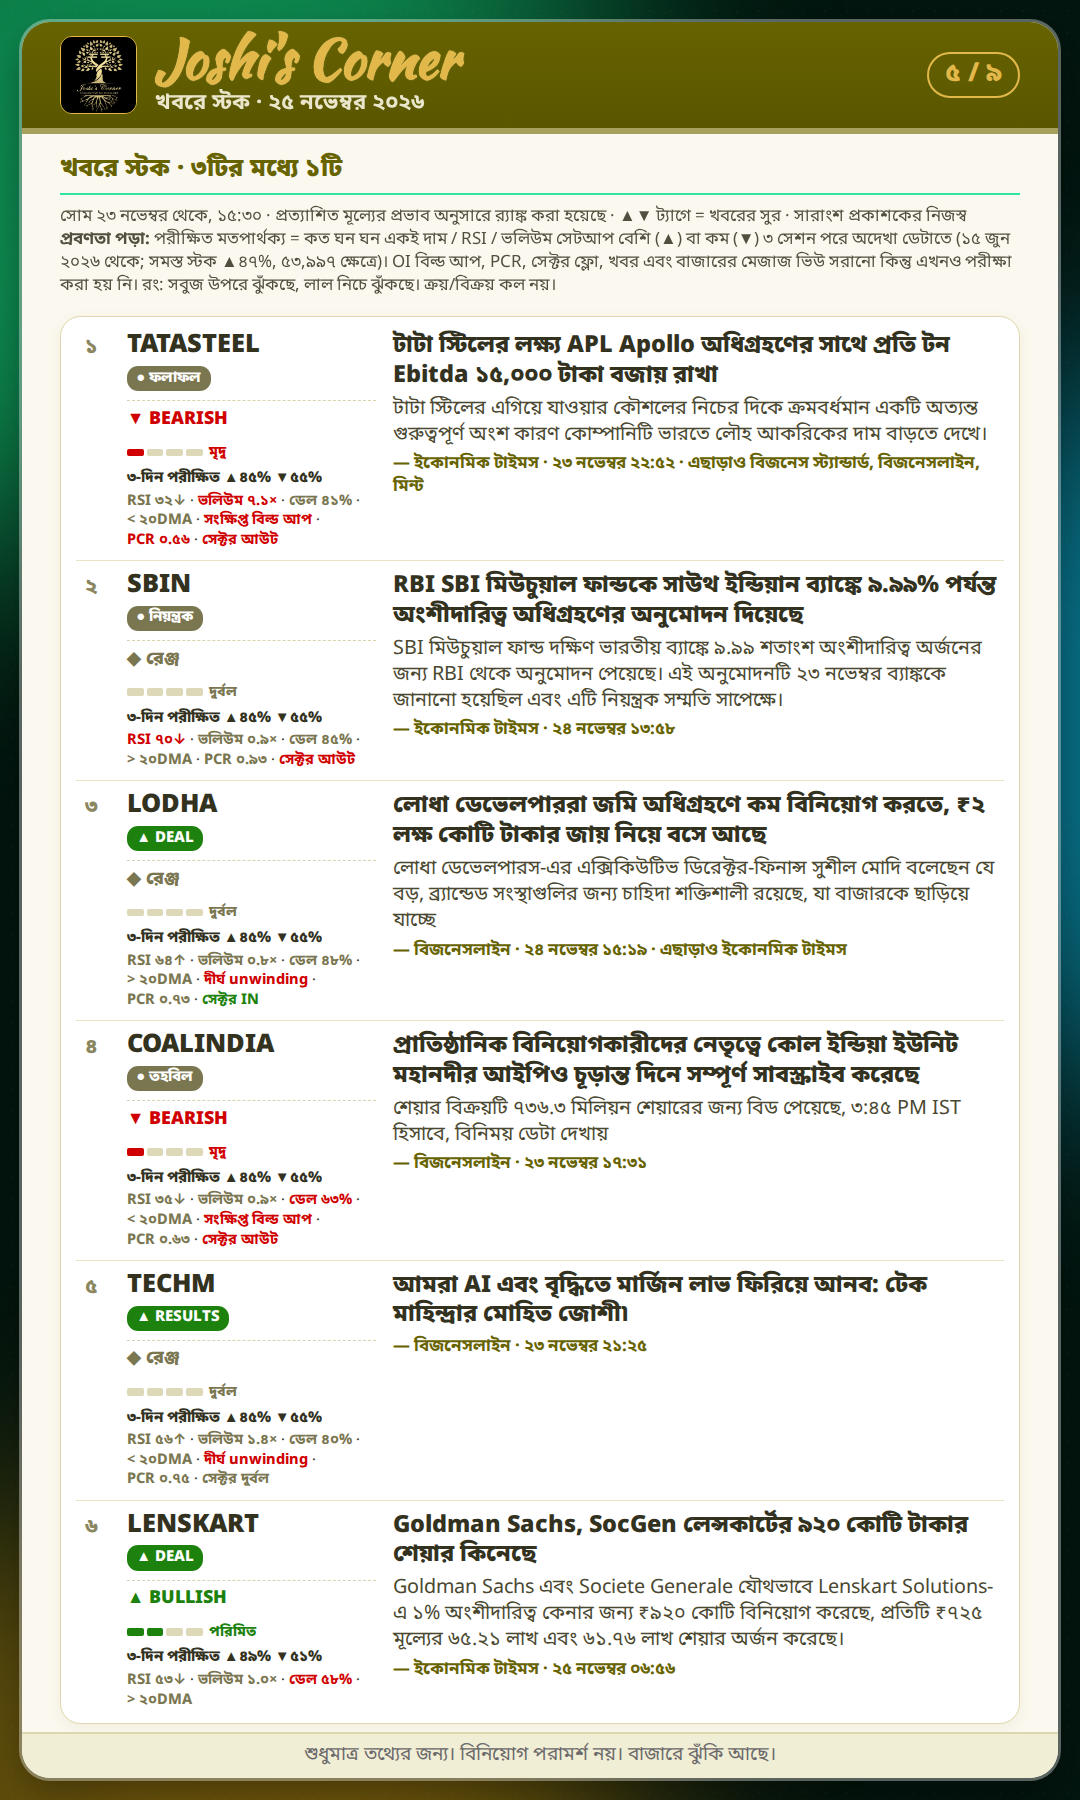 Joshi's Corner
Joshi's Corner
খবরে স্টক · ২৫ নভেম্বর ২০২৬
৫ / ৯
খবরে স্টক · ৩টির মধ্যে ১টি
সোম ২৩ নভেম্বর থেকে, ১৫:৩০ · প্রত্যাশিত মূল্যের প্রভাব অনুসারে র‍্যাঙ্ক করা হয়েছে · ▲▼ ট্যাগে = খবরের সুর · সারাংশ প্রকাশকের নিজস্ব
প্রবণতা পড়া: পরীক্ষিত মতপার্থক্য = কত ঘন ঘন একই দাম / RSI / ভলিউম সেটআপ বেশি (▲) বা কম (▼) ৩ সেশন পরে অদেখা ডেটাতে (১৫ জুন
২০২৬ থেকে; সমস্ত স্টক ▲৪৭%, ৫৩,৯৯৭ ক্ষেত্রে)। OI বিল্ড আপ, PCR, সেক্টর ফ্লো, খবর এবং বাজারের মেজাজ ভিউ সরানো কিন্তু এখনও পরীক্ষা
করা হয় নি। রং: সবুজ উপরে ঝুঁকছে, লাল নিচে ঝুঁকছে। ক্রয়/বিক্রয় কল নয়।
১
TATASTEEL
• ফলাফল
▼ BEARISH
মৃদু
৩-দিন পরীক্ষিত ▲৪৫% ▼৫৫%
RSI ৩২↓ · ভলিউম ৭.১× · ডেল ৪১% ·
< ২০DMA · সংক্ষিপ্ত বিল্ড আপ ·
PCR ০.৫৬ · সেক্টর আউট
টাটা স্টিলের লক্ষ্য APL Apollo অধিগ্রহণের সাথে প্রতি টন
Ebitda ১৫,০০০ টাকা বজায় রাখা
টাটা স্টিলের এগিয়ে যাওয়ার কৌশলের নিচের দিকে ক্রমবর্ধমান একটি অত্যন্ত
গুরুত্বপূর্ণ অংশ কারণ কোম্পানিটি ভারতে লৌহ আকরিকের দাম বাড়তে দেখে।
— ইকোনমিক টাইমস · ২৩ নভেম্বর ২২:৫২ · এছাড়াও বিজনেস স্ট্যান্ডার্ড, বিজনেসলাইন,
মিন্ট
২
SBIN
• নিয়ন্ত্রক
◆ রেঞ্জ
দুর্বল
৩-দিন পরীক্ষিত ▲৪৫% ▼৫৫%
RSI ৭০↓ · ভলিউম ০.৯× · ডেল ৪৫% ·
> ২০DMA · PCR ০.৯৩ · সেক্টর আউট
RBI SBI মিউচুয়াল ফান্ডকে সাউথ ইন্ডিয়ান ব্যাঙ্কে ৯.৯৯% পর্যন্ত
অংশীদারিত্ব অধিগ্রহণের অনুমোদন দিয়েছে
SBI মিউচুয়াল ফান্ড দক্ষিণ ভারতীয় ব্যাঙ্কে ৯.৯৯ শতাংশ অংশীদারিত্ব অর্জনের
জন্য RBI থেকে অনুমোদন পেয়েছে। এই অনুমোদনটি ২৩ নভেম্বর ব্যাঙ্ককে
জানানো হয়েছিল এবং এটি নিয়ন্ত্রক সম্মতি সাপেক্ষে।
— ইকোনমিক টাইমস · ২৪ নভেম্বর ১৩:৫৮
৩
LODHA
▲ DEAL
◆ রেঞ্জ
দুর্বল
৩-দিন পরীক্ষিত ▲৪৫% ▼৫৫%
RSI ৬৪↑ · ভলিউম ০.৮× · ডেল ৪৮% ·
> ২০DMA · দীর্ঘ unwinding ·
PCR ০.৭৩ · সেক্টর IN
লোধা ডেভেলপাররা জমি অধিগ্রহণে কম বিনিয়োগ করতে, ₹২
লক্ষ কোটি টাকার জায় নিয়ে বসে আছে
লোধা ডেভেলপারস-এর এক্সিকিউটিভ ডিরেক্টর-ফিনান্স সুশীল মোদি বলেছেন যে
বড়, ব্র্যান্ডেড সংস্থাগুলির জন্য চাহিদা শক্তিশালী রয়েছে, যা বাজারকে ছাড়িয়ে
যাচ্ছে
— বিজনেসলাইন · ২৪ নভেম্বর ১৫:১৯ · এছাড়াও ইকোনমিক টাইমস
৪
COALINDIA
• তহবিল
▼ BEARISH
মৃদু
৩-দিন পরীক্ষিত ▲৪৫% ▼৫৫%
RSI ৩৫↓ · ভলিউম ০.৯× · ডেল ৬৩% ·
< ২০DMA · সংক্ষিপ্ত বিল্ড আপ ·
PCR ০.৬৩ · সেক্টর আউট
প্রাতিষ্ঠানিক বিনিয়োগকারীদের নেতৃত্বে কোল ইন্ডিয়া ইউনিট
মহানদীর আইপিও চূড়ান্ত দিনে সম্পূর্ণ সাবস্ক্রাইব করেছে
শেয়ার বিক্রয়টি ৭৩৬.৩ মিলিয়ন শেয়ারের জন্য বিড পেয়েছে, ৩:৪৫ PM IST
হিসাবে, বিনিময় ডেটা দেখায়
— বিজনেসলাইন · ২৩ নভেম্বর ১৭:৩১
৫
TECHM
▲ RESULTS
◆ রেঞ্জ
দুর্বল
৩-দিন পরীক্ষিত ▲৪৫% ▼৫৫%
RSI ৫৬↑ · ভলিউম ১.৪× · ডেল ৪০% ·
< ২০DMA · দীর্ঘ unwinding ·
PCR ০.৭৫ · সেক্টর দুর্বল
আমরা AI এবং বৃদ্ধিতে মার্জিন লাভ ফিরিয়ে আনব: টেক
মাহিন্দ্রার মোহিত জোশী৷
— বিজনেসলাইন · ২৩ নভেম্বর ২১:২৫
৬
LENSKART
▲ DEAL
▲ BULLISH
পরিমিত
৩-দিন পরীক্ষিত ▲৪৯% ▼৫১%
RSI ৫৩↓ · ভলিউম ১.০× · ডেল ৫৮% ·
> ২০DMA
Goldman Sachs, SocGen লেন্সকার্টের ৯২০ কোটি টাকার
শেয়ার কিনেছে
Goldman Sachs এবং Societe Generale যৌথভাবে Lenskart Solutions-
এ ১% অংশীদারিত্ব কেনার জন্য ₹৯২০ কোটি বিনিয়োগ করেছে, প্রতিটি ₹৭২৫
মূল্যের ৬৫.২১ লাখ এবং ৬১.৭৬ লাখ শেয়ার অর্জন করেছে।
— ইকোনমিক টাইমস · ২৫ নভেম্বর ০৬:৫৬
শুধুমাত্র তথ্যের জন্য। বিনিয়োগ পরামর্শ নয়। বাজারে ঝুঁকি আছে।